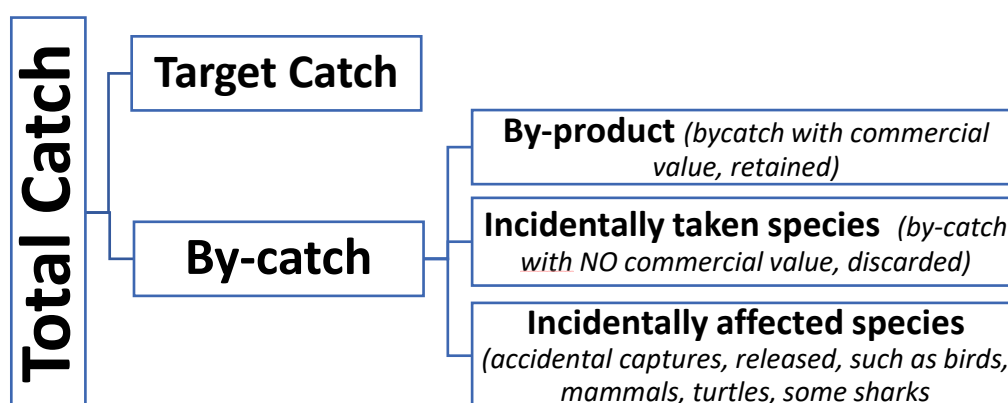 Total Catch
Target Catch
By-catch
By-product (bycatch with commercial
value, retained)
Incidentally taken species (by-catch
with NO commercial value, discarded)
Incidentally affected species
(accidental captures, released, such as birds,
mammals, turtles, some sharks